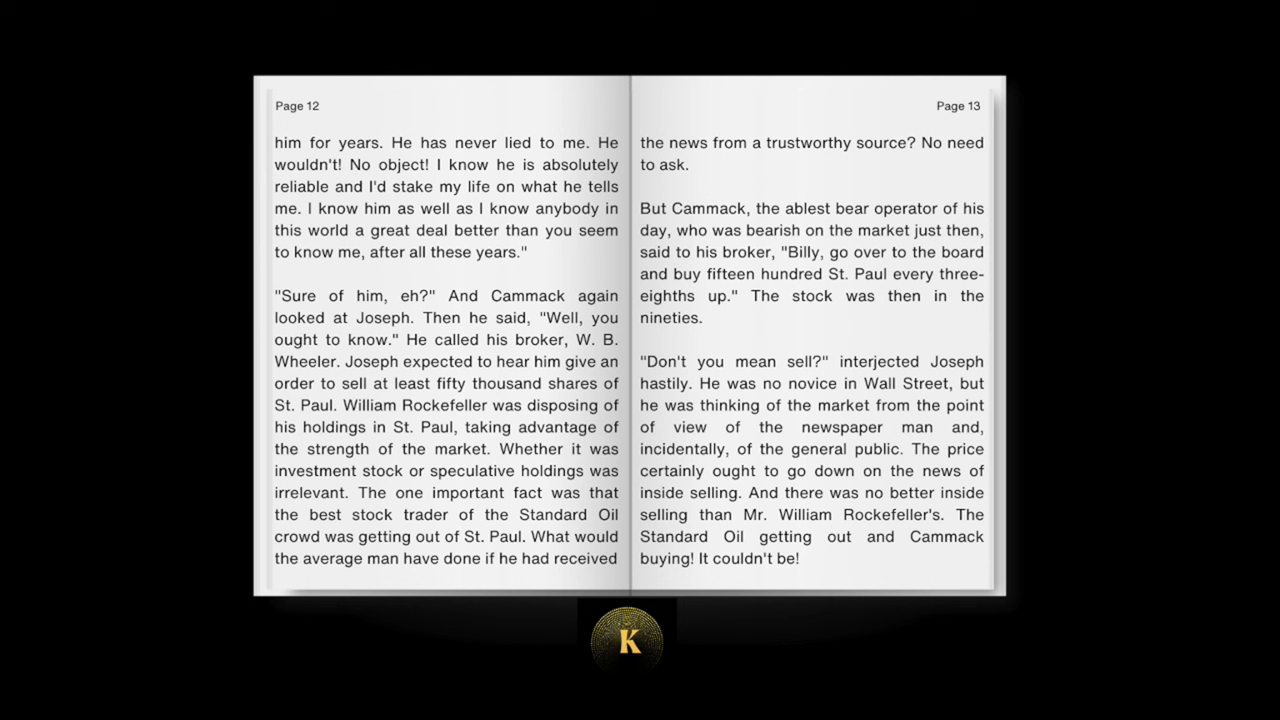 Page 12
him for years. He has never lied to me. He
wouldn't! No object! I know he is absolutely
reliable and I'd stake my life on what he tells
me. I know him as well as I know anybody in
this world a great deal better than you seem
to know me, after all these years."
"Sure of him, eh?" And Cammack again
looked at Joseph. Then he said, "Well, you
ought to know." He called his broker, W. B.
Wheeler. Joseph expected to hear him give an
order to sell at least fifty thousand shares of
St. Paul. William Rockefeller was disposing of
his holdings in St. Paul, taking advantage of
the strength of the market. Whether it was
investment stock or speculative holdings was
irrelevant. The one important fact was that
the best stock trader of the Standard Oil
crowd was getting out of St. Paul. What would
the average man have done if he had received
Page 13
the news from a trustworthy source? No need
to ask.
But Cammack, the ablest bear operator of his
day, who was bearish on the market just then,
said to his broker, "Billy, go over to the board
and buy fifteen hundred St. Paul every three-
eighths up." The stock was then in the
nineties.
"Don't you mean sell?" interjected Joseph
hastily. He was no novice in Wall Street, but
he was thinking of the market from the point
of view of the newspaper man and,
incidentally, of the general public. The price
certainly ought to go down on the news of
inside selling. And there was no better inside
selling than Mr. William Rockefeller's. The
Standard Oil getting out and Cammack
buying! It couldn't be!
K